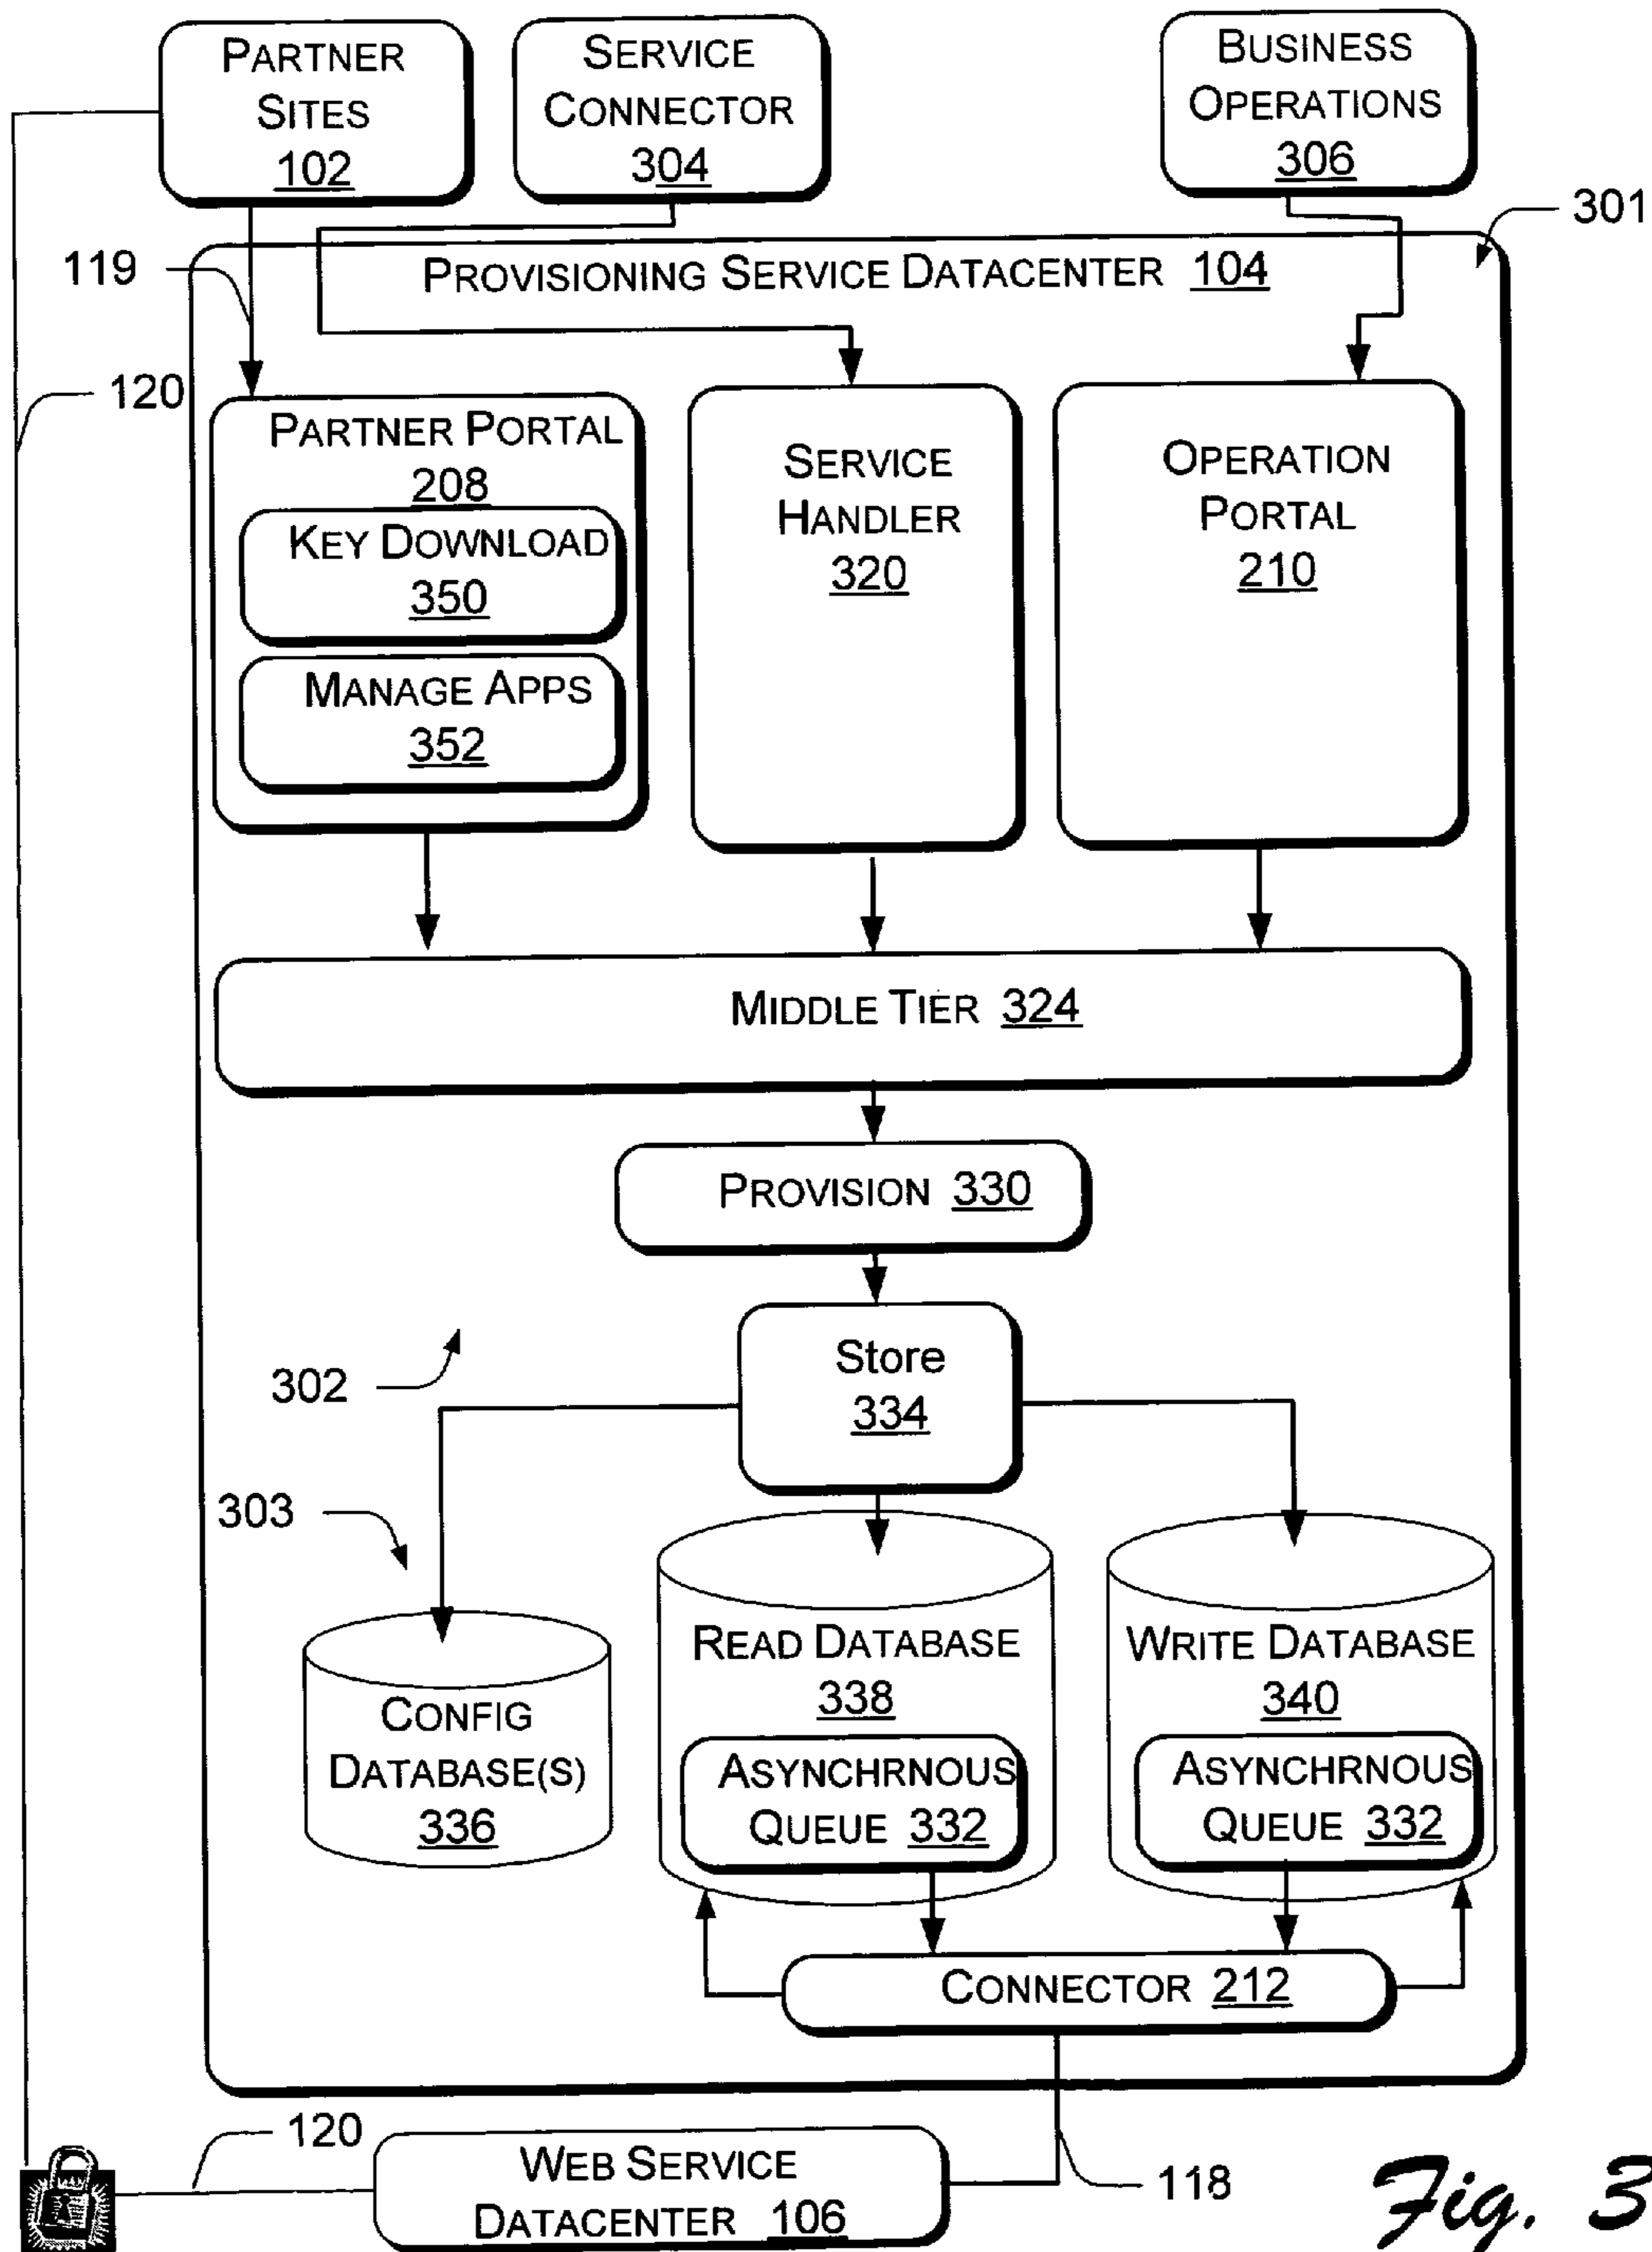 PARTNER
SITES
102
SERVICE
CONNECTOR
304
BUSINESS
OPERATIONS
306
301
119
PROVISIONING SERVICE DATACENTER 104
120
PARTNER PORTAL
208
KEY DOWNLOAD
350
MANAGE APPS
352
SERVICE
HANDLER
320
OPERATION
PORTAL
210
MIDDLE TIER 324
PROVISION 330
302
Store
334
303
CONFIG
DATABASE(S)
336
READ DATABASE
338
ASYNCHRNOUS
QUEUE 332
WRITE DATABASE
340
ASYNCHRNOUS
QUEUE 332
CONNECTOR 212
120
WEB SERVICE
DATACENTER 106
118
Fig. 3